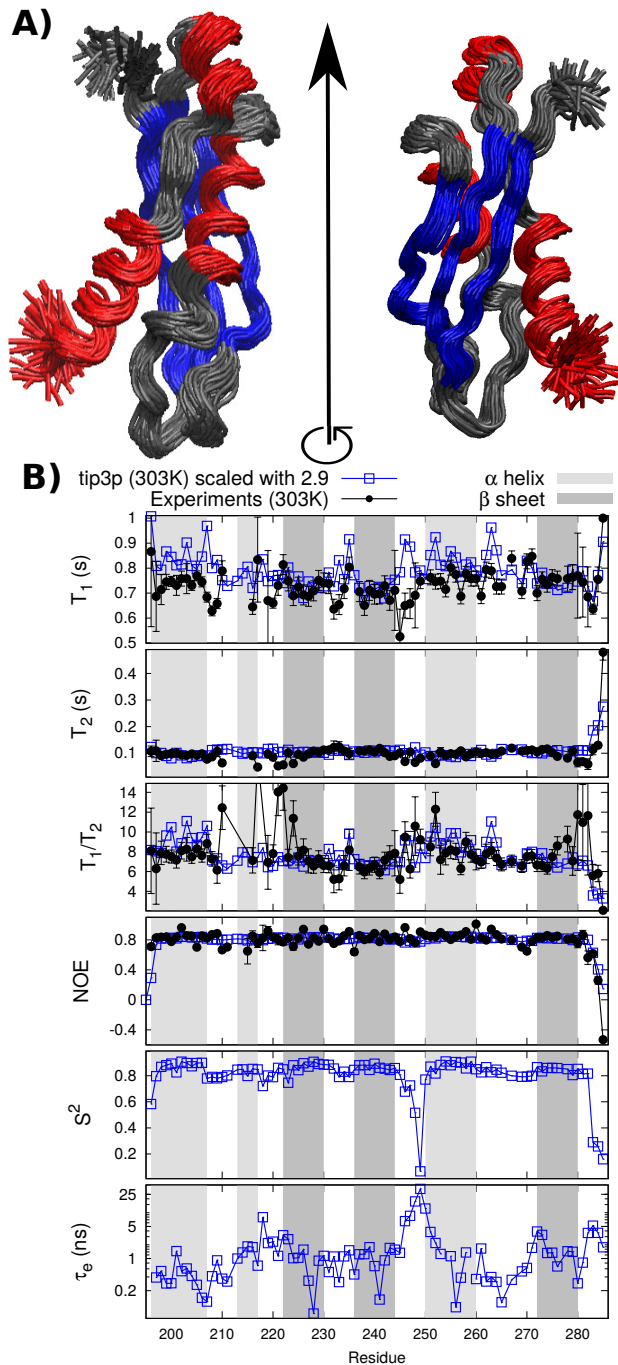 A)
B)
tip3p (303K) scaled with 2.9
α helix
Experiments (303K)
β sheet
1
0.9
0.8
0.7
0.6
0.5
T1 (s)
0.4
0.3
0.2
0.1
T2 (s)
14
12
10
8
6
4
T1/T2
0.8
0.4
0
-0.4
NOE
0.8
0.6
0.4
0.2
S2
25
5
1
0.2
τe (ns)
200 210 220 230 240 250 260 270 280
Residue